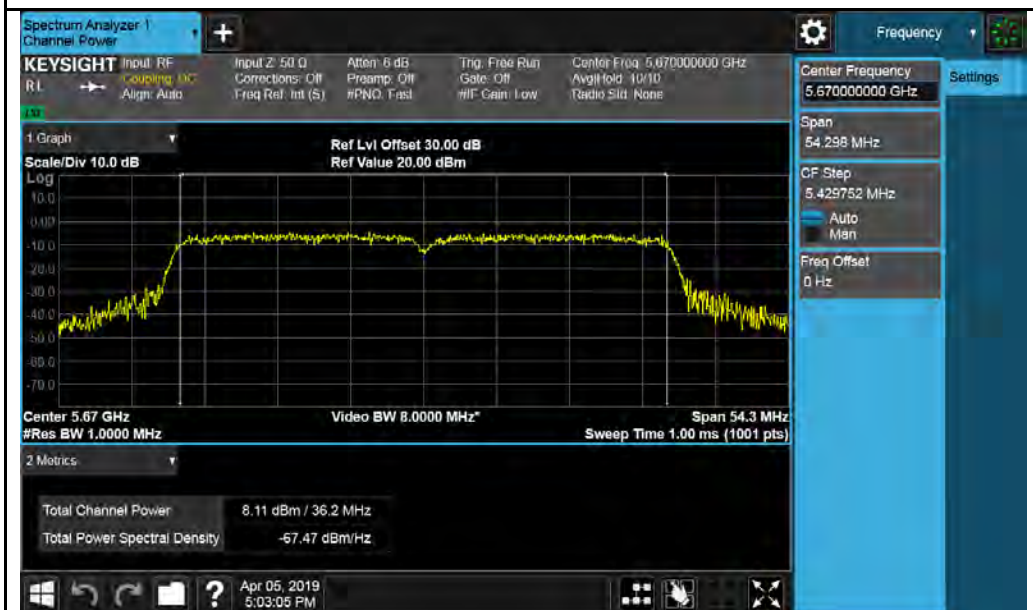 Spectrum Analyzer 1
Channel Power
+
Frequency
KEYSIGHT Input: RF
Coupling: DC
Align: Auto
RL
Input Z: 50 Ω
Corrections: Off
Freq Ref: Int (S)
Atten: 6 dB
Preamp: Off
#PNO: Fast
Trig: Free Run
Gate: Off
#IF Gain: Low
Center Freq: 5.670000000 GHz
Avg|Hold: 10/10
Radio Std: None
Center Frequency
5.670000000 GHz
Settings
Span
54.298 MHz
CF Step
5.429752 MHz
Auto
Man
Freq Offset
0 Hz
1 Graph
Scale/Div 10.0 dB
Ref Lvl Offset 30.00 dB
Ref Value 20.00 dBm
Log
10.0
0.00
-10.0
-20.0
-30.0
-40.0
-50.0
-60.0
-70.0
Center 5.67 GHz
#Res BW 1.0000 MHz
Video BW 8.0000 MHz*
Span 54.3 MHz
Sweep Time 1.00 ms (1001 pts)
2 Metrics
Total Channel Power 8.11 dBm / 36.2 MHz
Total Power Spectral Density -67.47 dBm/Hz
?
Apr 05, 2019
5:03:05 PM